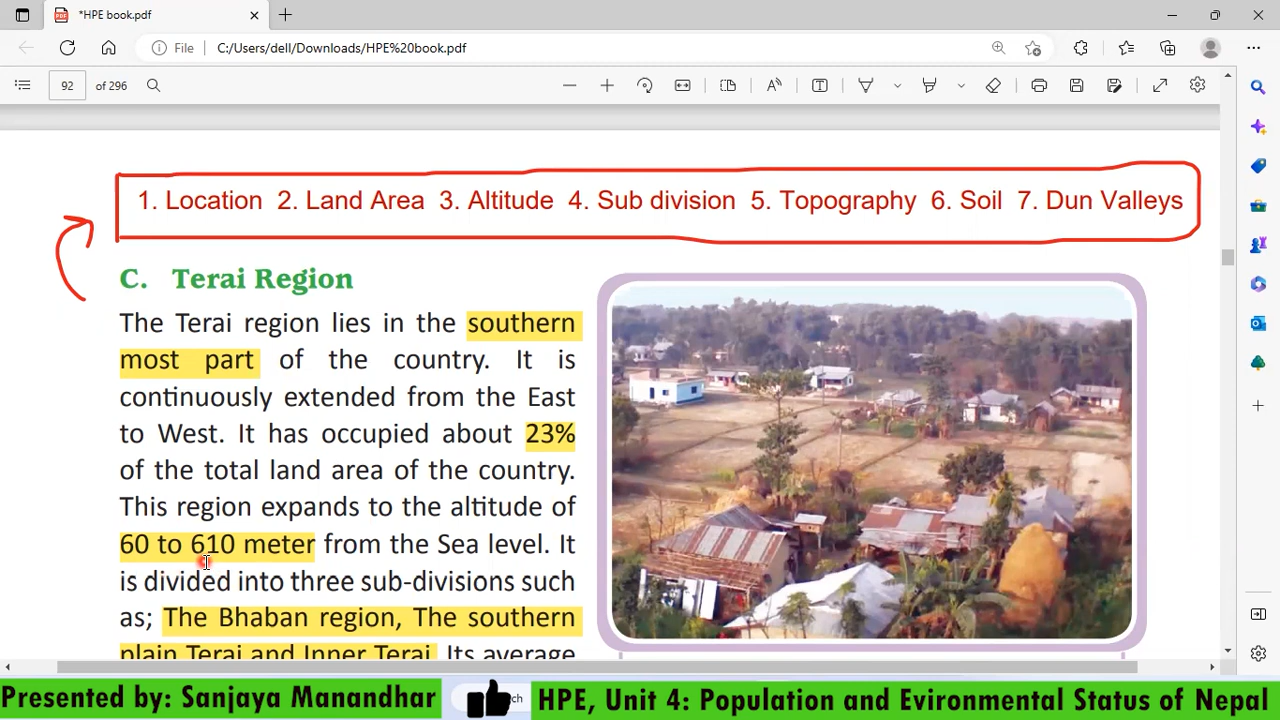 *HPE book.pdf
File C:/Users/dell/Downloads/HPE%20book.pdf
92 of 296
1. Location 2. Land Area 3. Altitude 4. Sub division 5. Topography 6. Soil 7. Dun Valleys
C. Terai Region
The Terai region lies in the southern
most part of the country. It is
continuously extended from the East
to West. It has occupied about 23%
of the total land area of the country.
This region expands to the altitude of
60 to 610 meter from the Sea level. It
is divided into three sub-divisions such
as; The Bhaban region, The southern
plain Terai and Inner Terai. Its average
Presented by: Sanjaya Manandhar
HPE, Unit 4: Population and Evironmental Status of Nepal